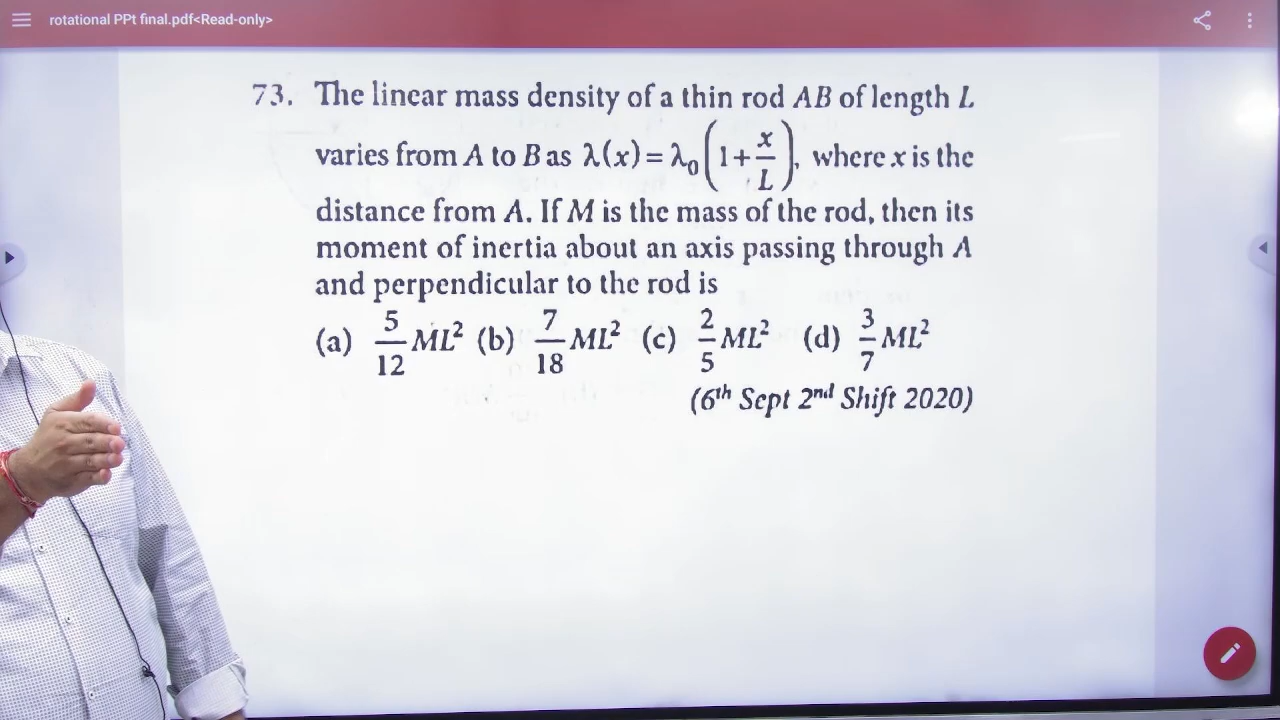 rotational PPt final.pdf<Read-only>
73. The linear mass density of a thin rod AB of length L
varies from A to B as λ(x) = λ₀(1 + x/L), where x is the
distance from A. If M is the mass of the rod, then its
moment of inertia about an axis passing through A
and perpendicular to the rod is
(a) 5/12 ML² (b) 7/18 ML² (c) 2/5 ML² (d) 3/7 ML²
(6th Sept 2nd Shift 2020)